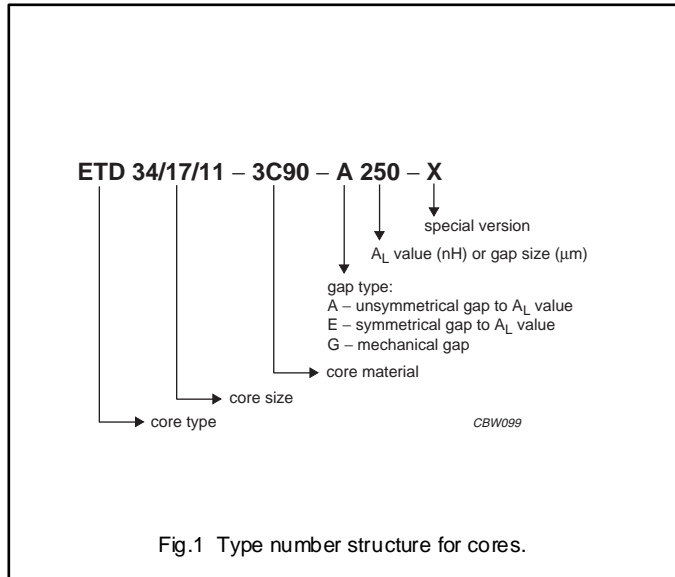 ETD 34/17/11 – 3C90 – A 250 – X
special version
AL value (nH) or gap size (μm)
gap type:
A – unsymmetrical gap to AL value
E – symmetrical gap to AL value
G – mechanical gap
core material
core size
core type
CBW099
Fig.1 Type number structure for cores.